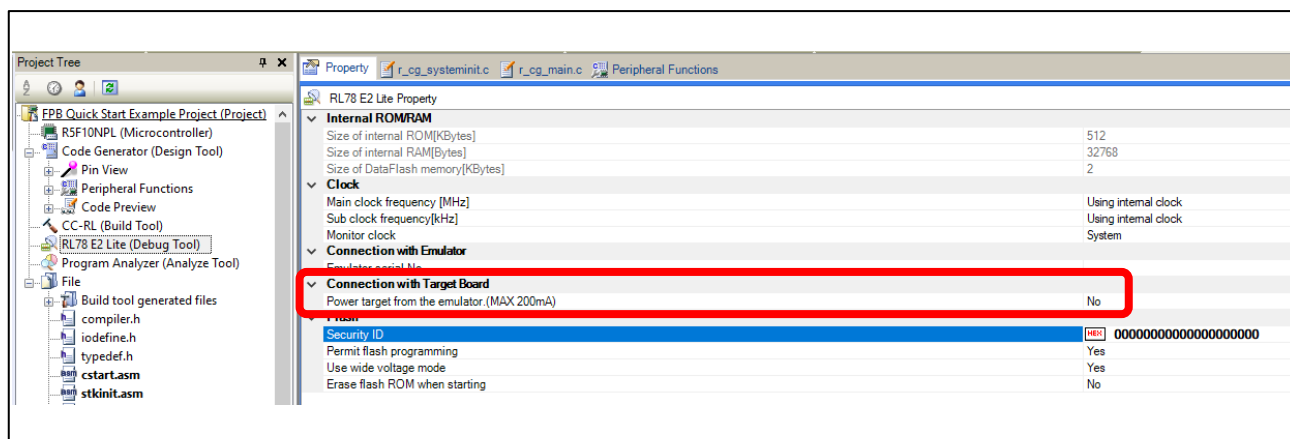 Project Tree
FPB Quick Start Example Project (Project)
R5F10NPL (Microcontroller)
Code Generator (Design Tool)
Pin View
Peripheral Functions
Code Preview
CC-RL (Build Tool)
RL78 E2 Lite (Debug Tool)
Program Analyzer (Analyze Tool)
File
Build tool generated files
compiler.h
iodefine.h
typedef.h
cstart.asm
stkinit.asm
Property r_cg_systeminit.c r_cg_main.c Peripheral Functions
RL78 E2 Lite Property
Internal ROM/RAM
Size of internal ROM[KBytes] 512
Size of internal RAM[Bytes] 32768
Size of DataFlash memory[KBytes] 2
Clock
Main clock frequency [MHz] Using internal clock
Sub clock frequency[kHz] Using internal clock
Monitor clock System
Connection with Emulator
Emulator serial No.
Connection with Target Board
Power target from the emulator.(MAX 200mA) No
Flash
Security ID HEX 00000000000000000000
Permit flash programming Yes
Use wide voltage mode Yes
Erase flash ROM when starting No